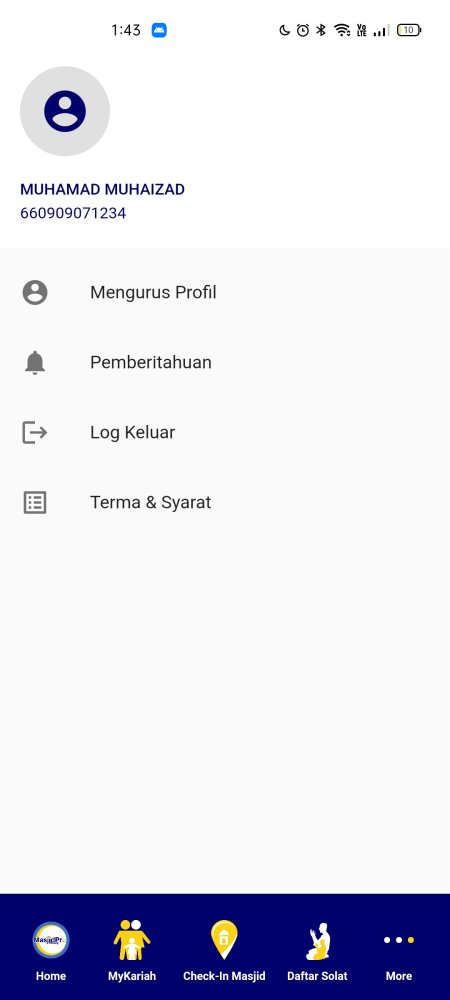 1:43
10
MUHAMAD MUHAIZAD
660909071234
Mengurus Profil
Pemberitahuan
Log Keluar
Terma & Syarat
Home
MyKariah
Check-In Masjid
Daftar Solat
More